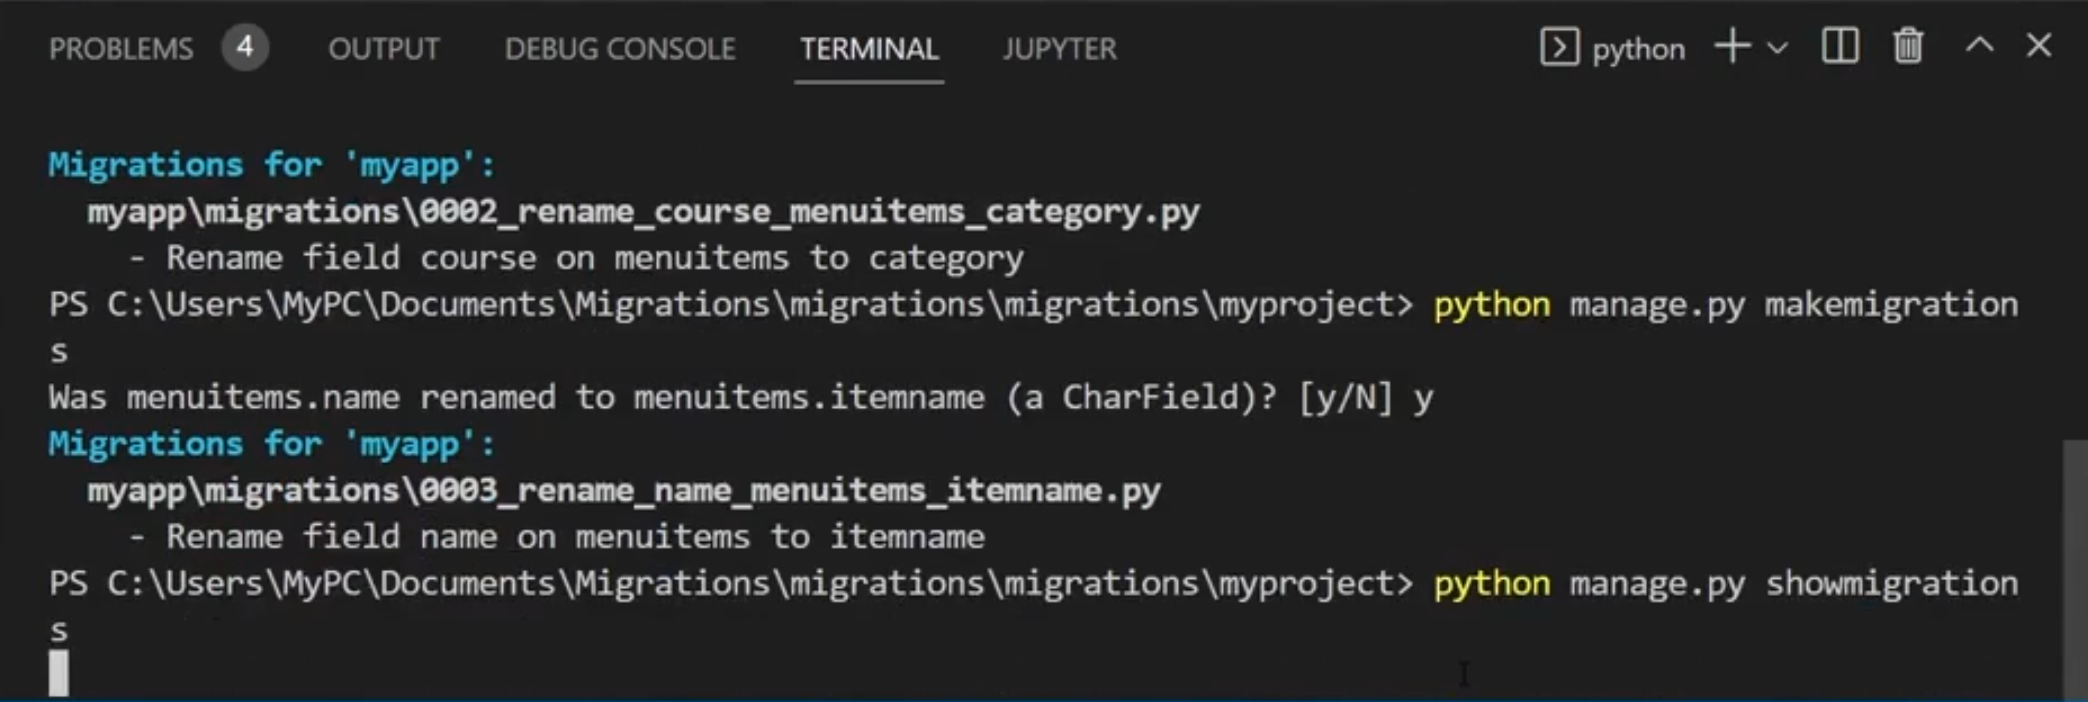 PROBLEMS 4 OUTPUT DEBUG CONSOLE TERMINAL JUPYTER python
Migrations for 'myapp':
myapp\migrations\0002_rename_course_menuitems_category.py
- Rename field course on menuitems to category
PS C:\Users\MyPC\Documents\Migrations\migrations\migrations\myproject> python manage.py makemigration
s
Was menuitems.name renamed to menuitems.itemname (a CharField)? [y/N] y
Migrations for 'myapp':
myapp\migrations\0003_rename_name_menuitems_itemname.py
- Rename field name on menuitems to itemname
PS C:\Users\MyPC\Documents\Migrations\migrations\migrations\myproject> python manage.py showmigration
s